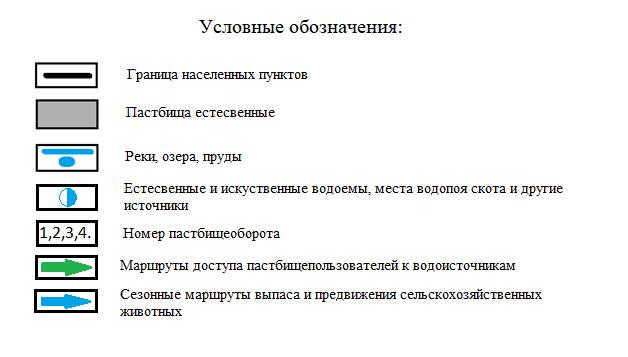 Условные обозначения:
Граница населенных пунктов
Пастбища естесвенные
Реки, озера, пруды
Естесвенные и искуственные водоемы, места водопоя скота и другие
источники
1,2,3,4. Номер пастбищеоборота
Маршруты доступа пастбищепользователей к водоисточникам
Сезонные маршруты выпаса и предвижения сельскохозяйственных
животных